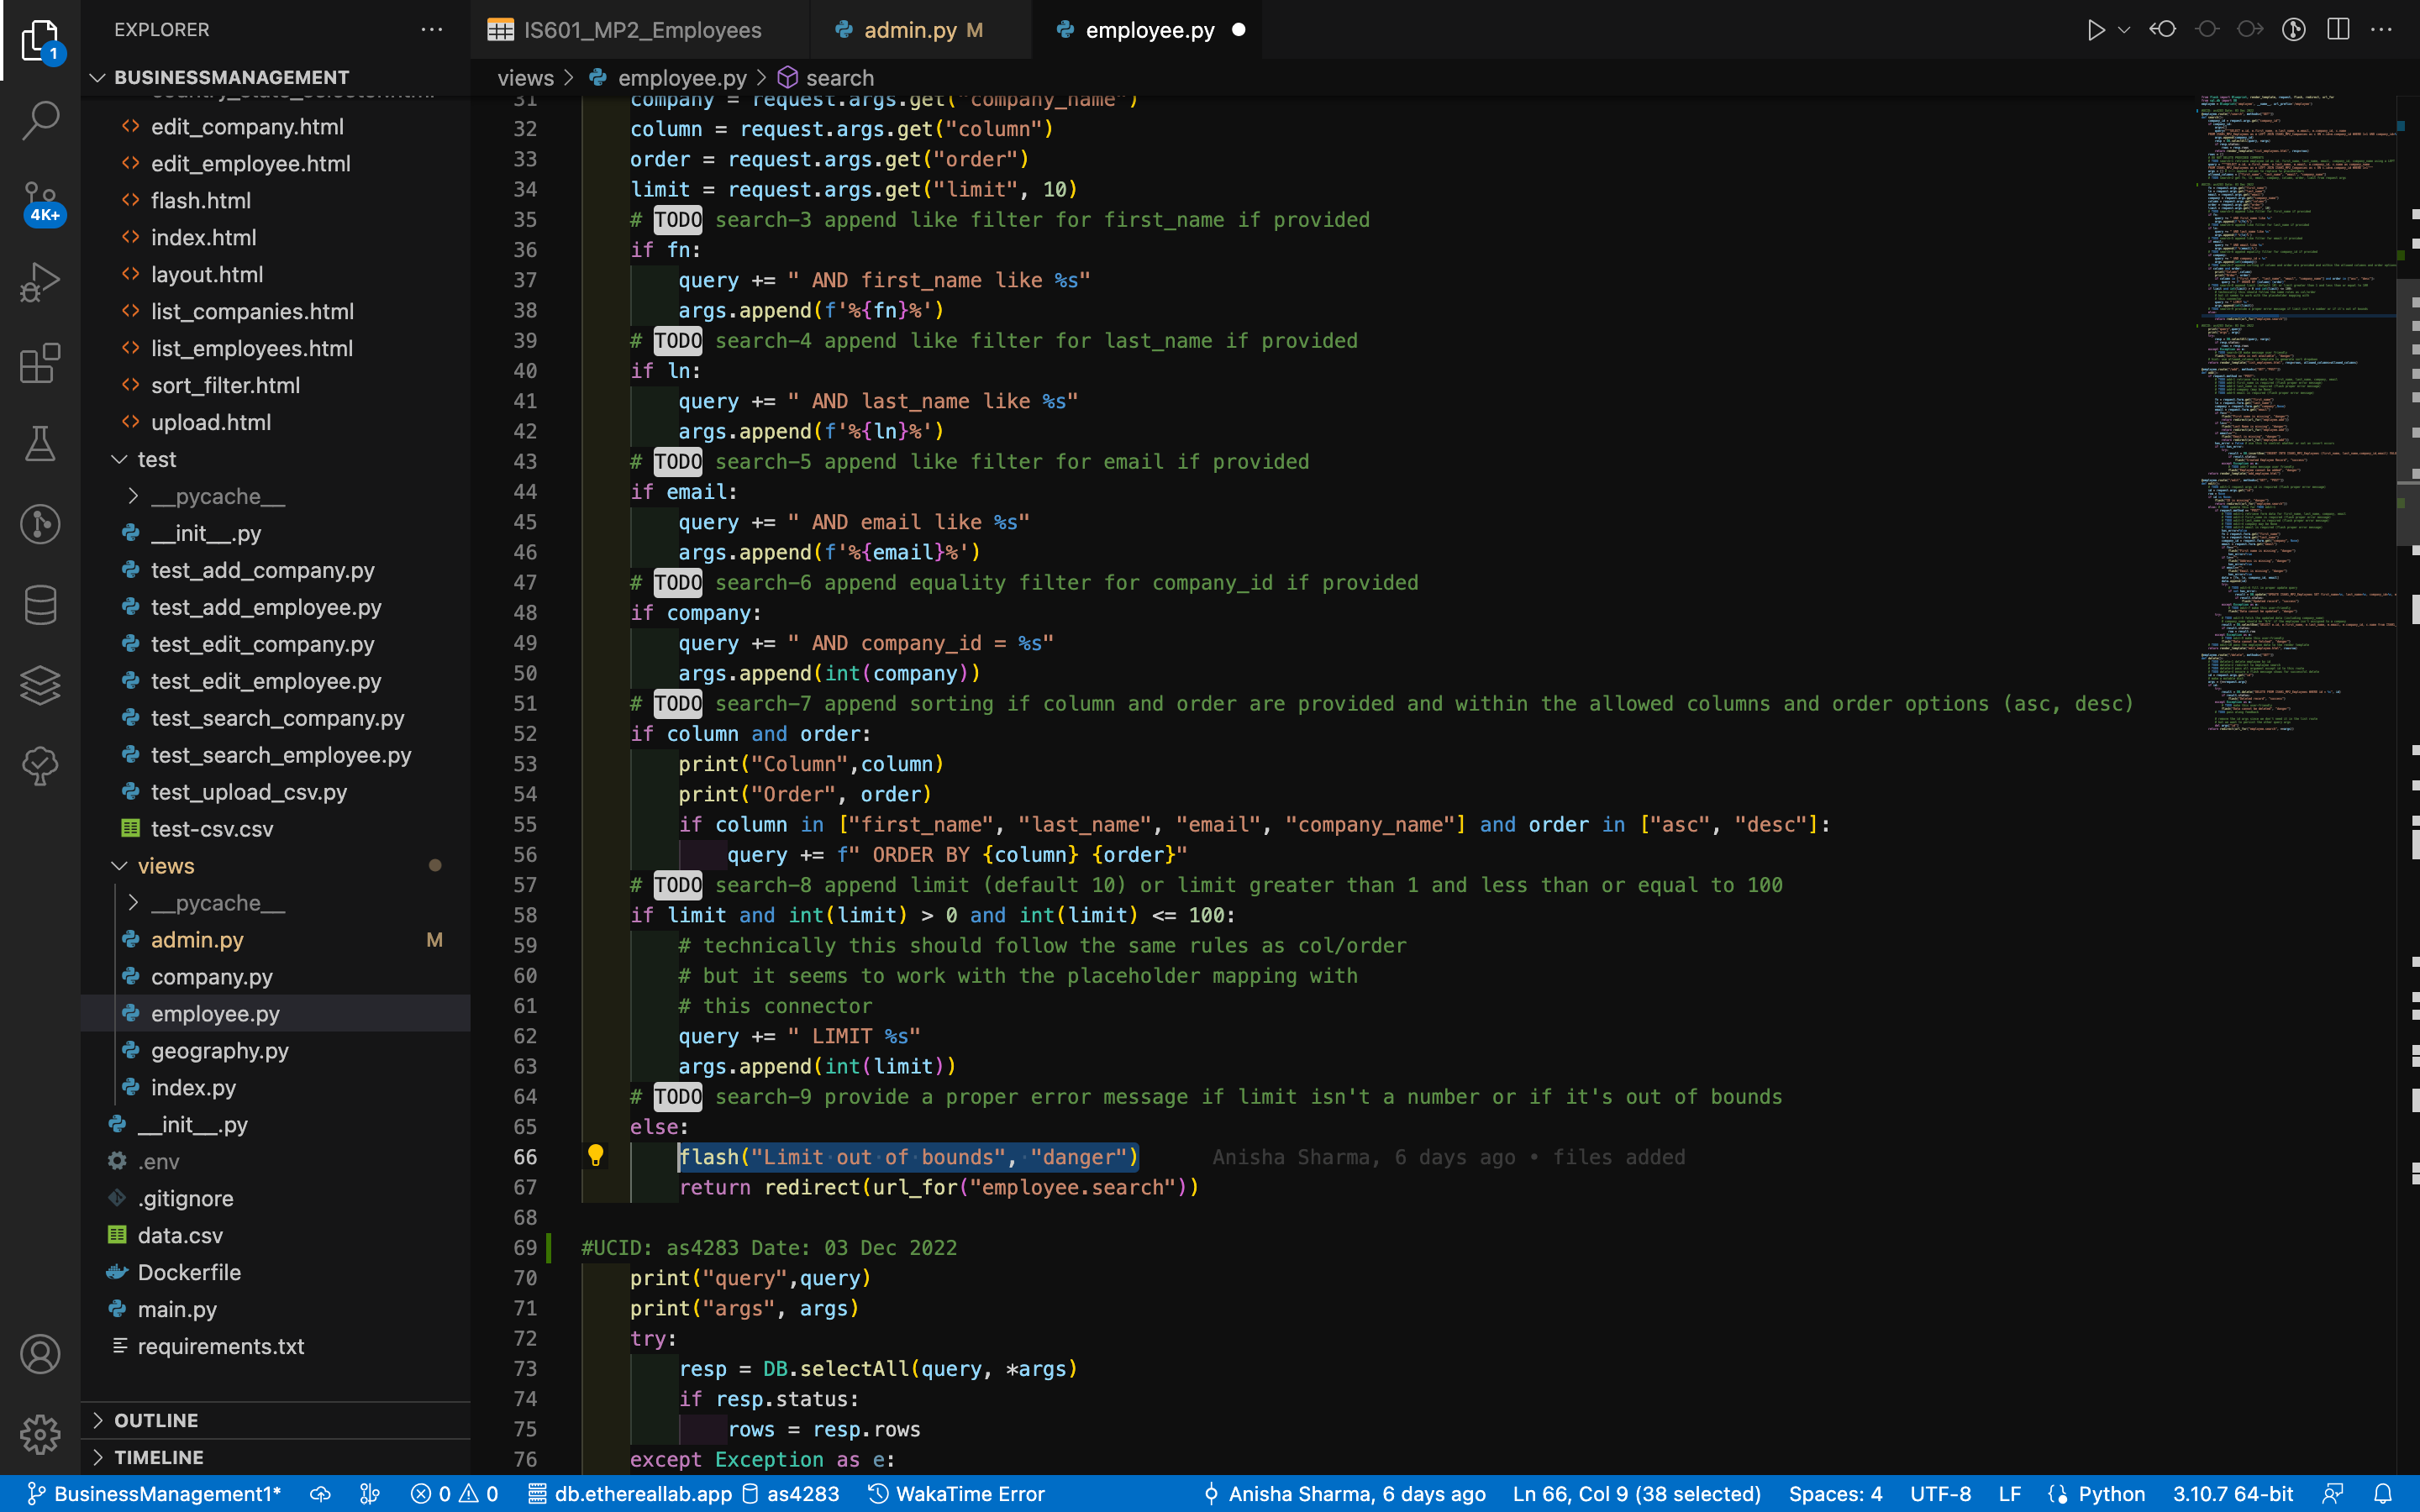 EXPLORER ...
IS601_MP2_Employees
admin.py M
employee.py
BUSINESSMANAGEMENT
edit_company.html
edit_employee.html
flash.html
index.html
layout.html
list_companies.html
list_employees.html
sort_filter.html
upload.html
test
__pycache__
__init__.py
test_add_company.py
test_add_employee.py
test_edit_company.py
test_edit_employee.py
test_search_company.py
test_search_employee.py
test_upload_csv.py
test-csv.csv
views
__pycache__
admin.py M
company.py
employee.py
geography.py
index.py
__init__.py
.env
.gitignore
data.csv
Dockerfile
main.py
requirements.txt
OUTLINE
TIMELINE
1
4K+
views > employee.py > search
31 company = request.args.get("company_name")
32 column = request.args.get("column")
33 order = request.args.get("order")
34 limit = request.args.get("limit", 10)
35 # TODO search-3 append like filter for first_name if provided
36 if fn:
37 query += " AND first_name like %s"
38 args.append(f'%{fn}%')
39 # TODO search-4 append like filter for last_name if provided
40 if ln:
41 query += " AND last_name like %s"
42 args.append(f'%{ln}%')
43 # TODO search-5 append like filter for email if provided
44 if email:
45 query += " AND email like %s"
46 args.append(f'%{email}%')
47 # TODO search-6 append equality filter for company_id if provided
48 if company:
49 query += " AND company_id = %s"
50 args.append(int(company))
51 # TODO search-7 append sorting if column and order are provided and within the allowed columns and order options (asc, desc)
52 if column and order:
53 print("Column",column)
54 print("Order", order)
55 if column in ["first_name", "last_name", "email", "company_name"] and order in ["asc", "desc"]:
56 query += f" ORDER BY {column} {order}"
57 # TODO search-8 append limit (default 10) or limit greater than 1 and less than or equal to 100
58 if limit and int(limit) > 0 and int(limit) <= 100:
59 # technically this should follow the same rules as col/order
60 # but it seems to work with the placeholder mapping with
61 # this connector
62 query += " LIMIT %s"
63 args.append(int(limit))
64 # TODO search-9 provide a proper error message if limit isn't a number or if it's out of bounds
65 else:
66 flash("Limit out of bounds", "danger") Anisha Sharma, 6 days ago • files added
67 return redirect(url_for("employee.search"))
68
69 #UCID: as4283 Date: 03 Dec 2022
70 print("query",query)
71 print("args", args)
72 try:
73 resp = DB.selectAll(query, *args)
74 if resp.status:
75 rows = resp.rows
76 except Exception as e:
BusinessManagement1* 0 0 db.ethereallab.app as4283 WakaTime Error Anisha Sharma, 6 days ago Ln 66, Col 9 (38 selected) Spaces: 4 UTF-8 LF Python 3.10.7 64-bit